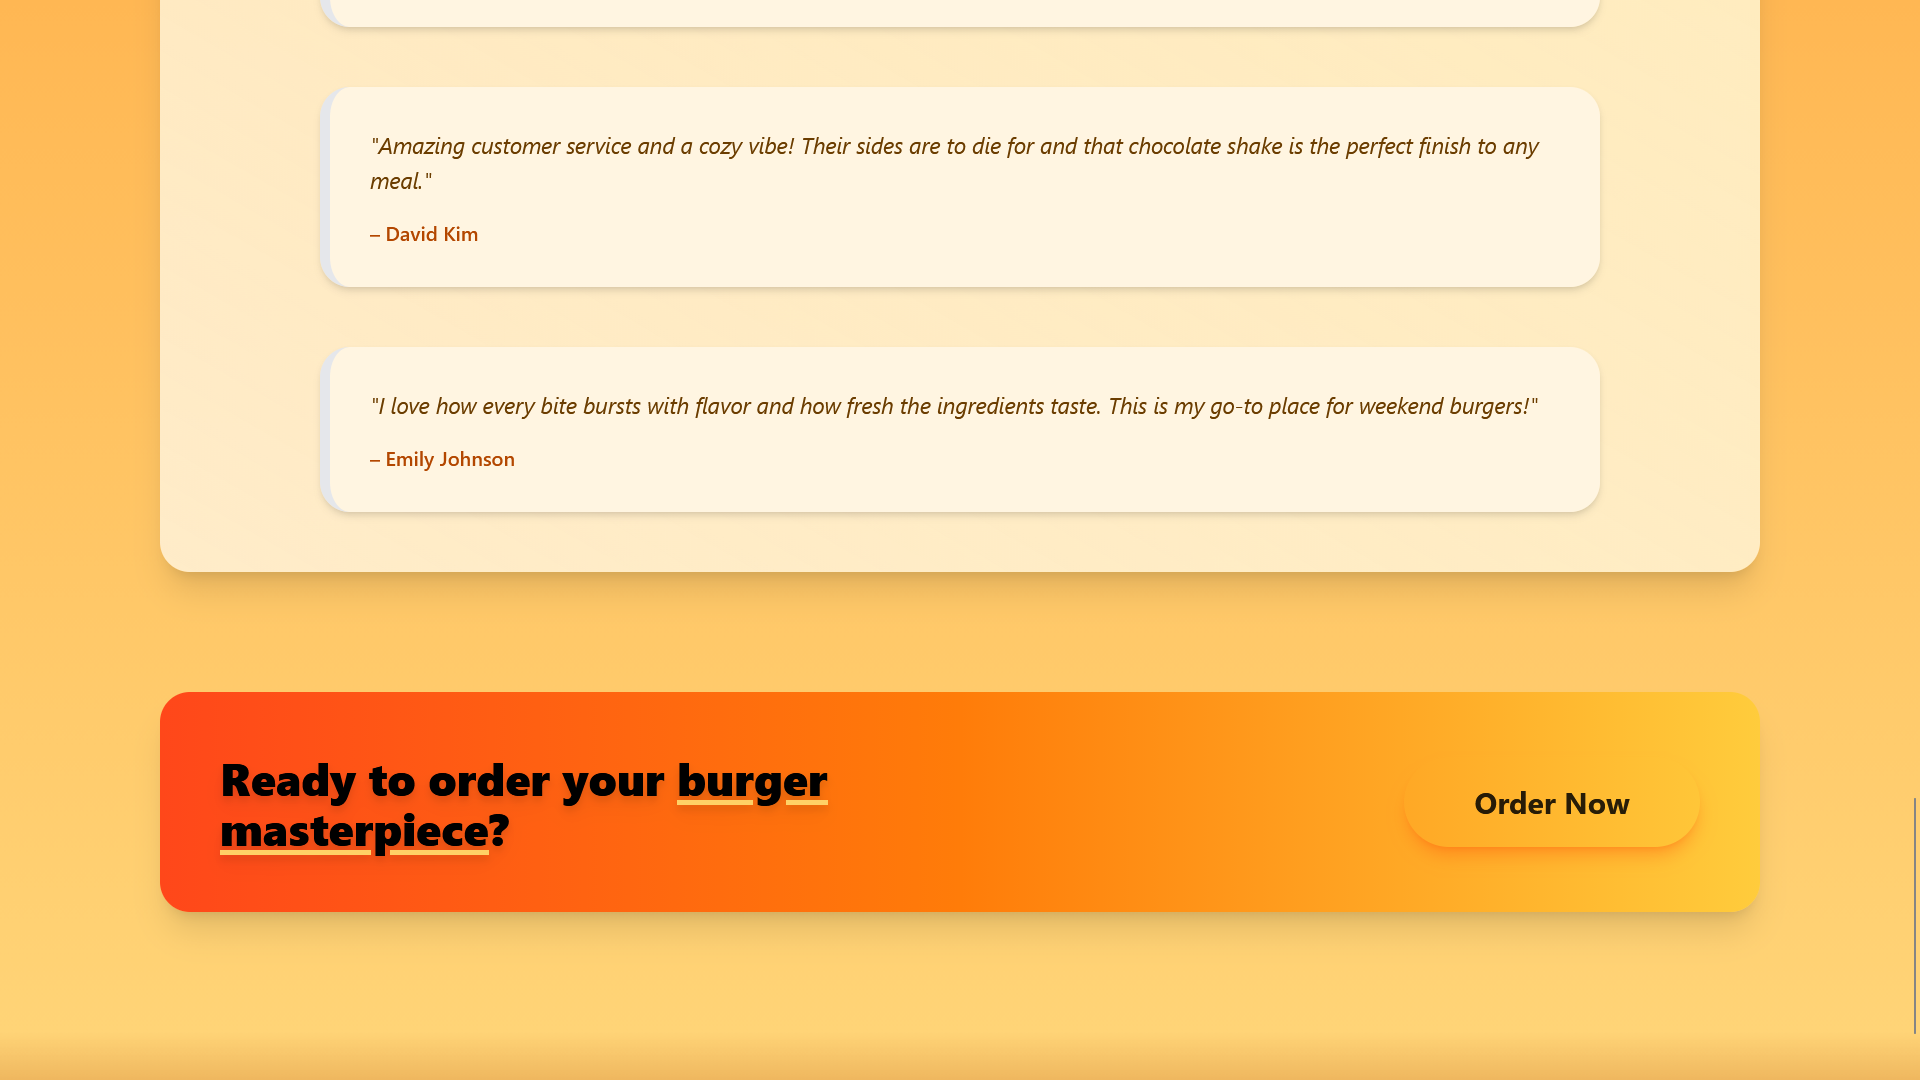 "Amazing customer service and a cozy vibe! Their sides are to die for and that chocolate shake is the perfect finish to any
meal."
– David Kim
"I love how every bite bursts with flavor and how fresh the ingredients taste. This is my go-to place for weekend burgers!"
– Emily Johnson
Ready to order your burger
masterpiece?
Order Now